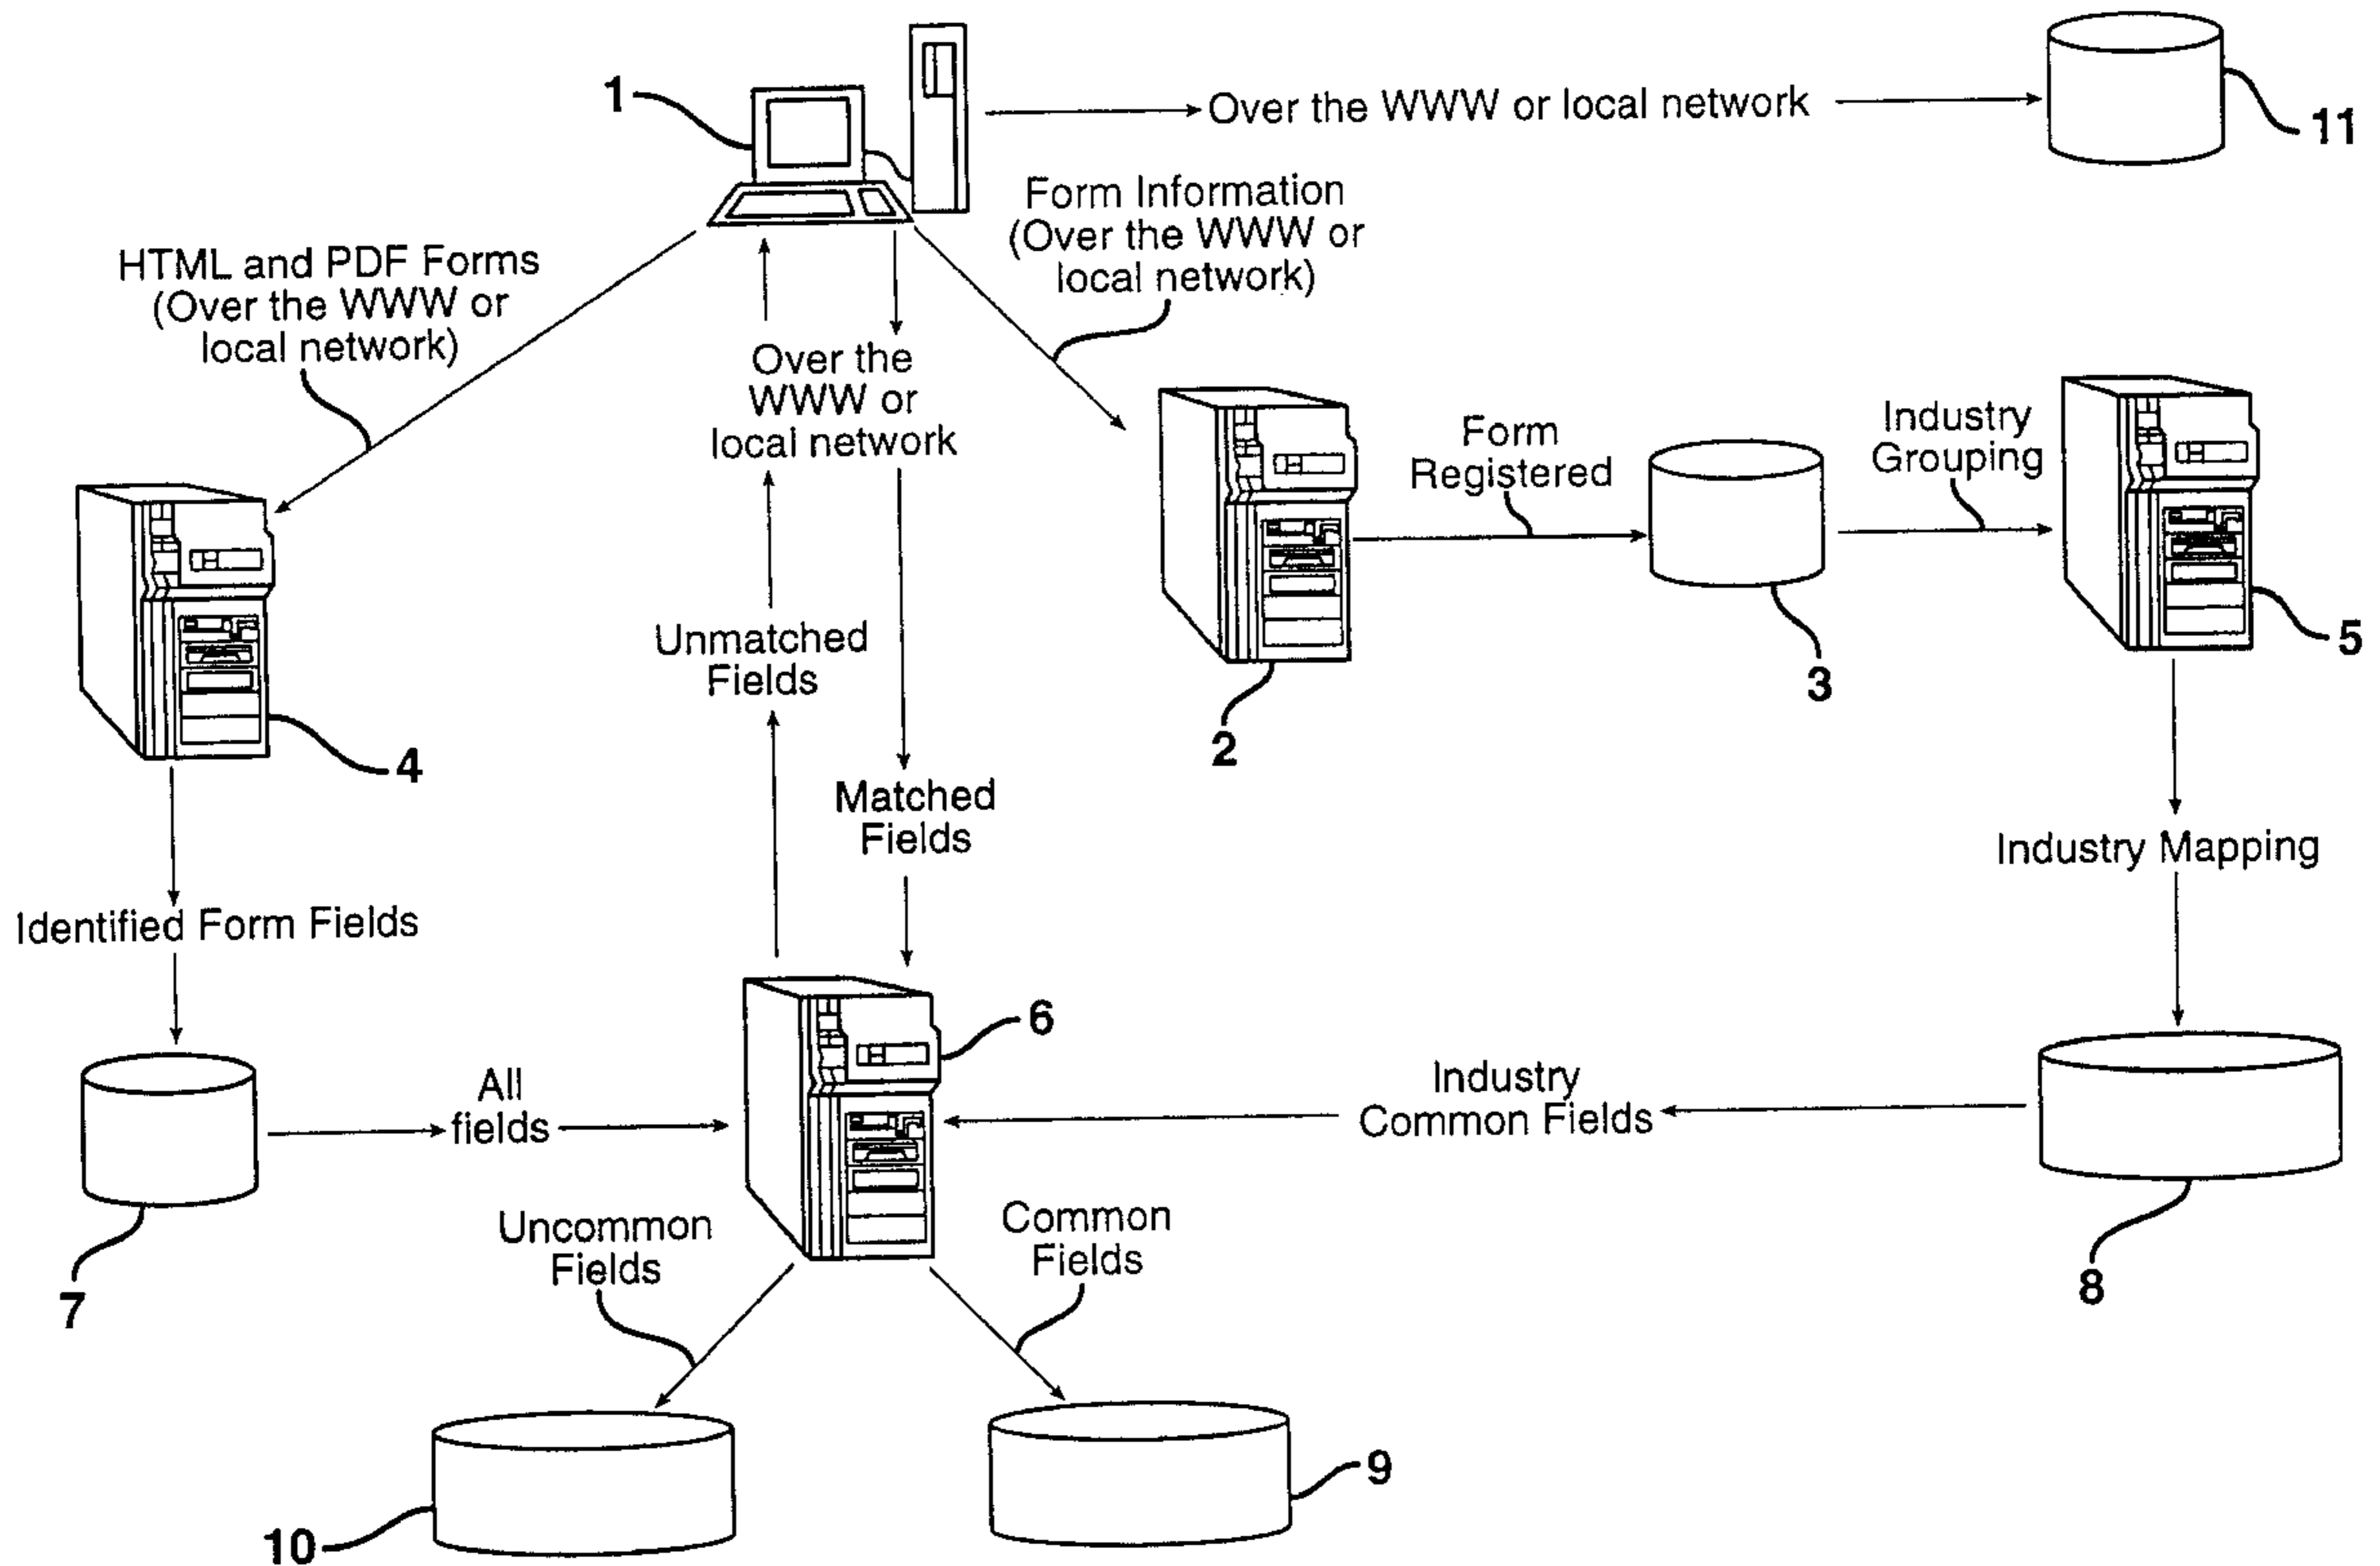 1
Over the WWW or local network
11
Form Information
(Over the WWW or
local network)
HTML and PDF Forms
(Over the WWW or
local network)
Over the
WWW or
local network
Form
Registered
Industry
Grouping
Unmatched
Fields
2
3
5
4
Matched
Fields
Industry Mapping
Identified Form Fields
6
All
fields
Industry
Common Fields
Uncommon
Fields
Common
Fields
7
8
10
9